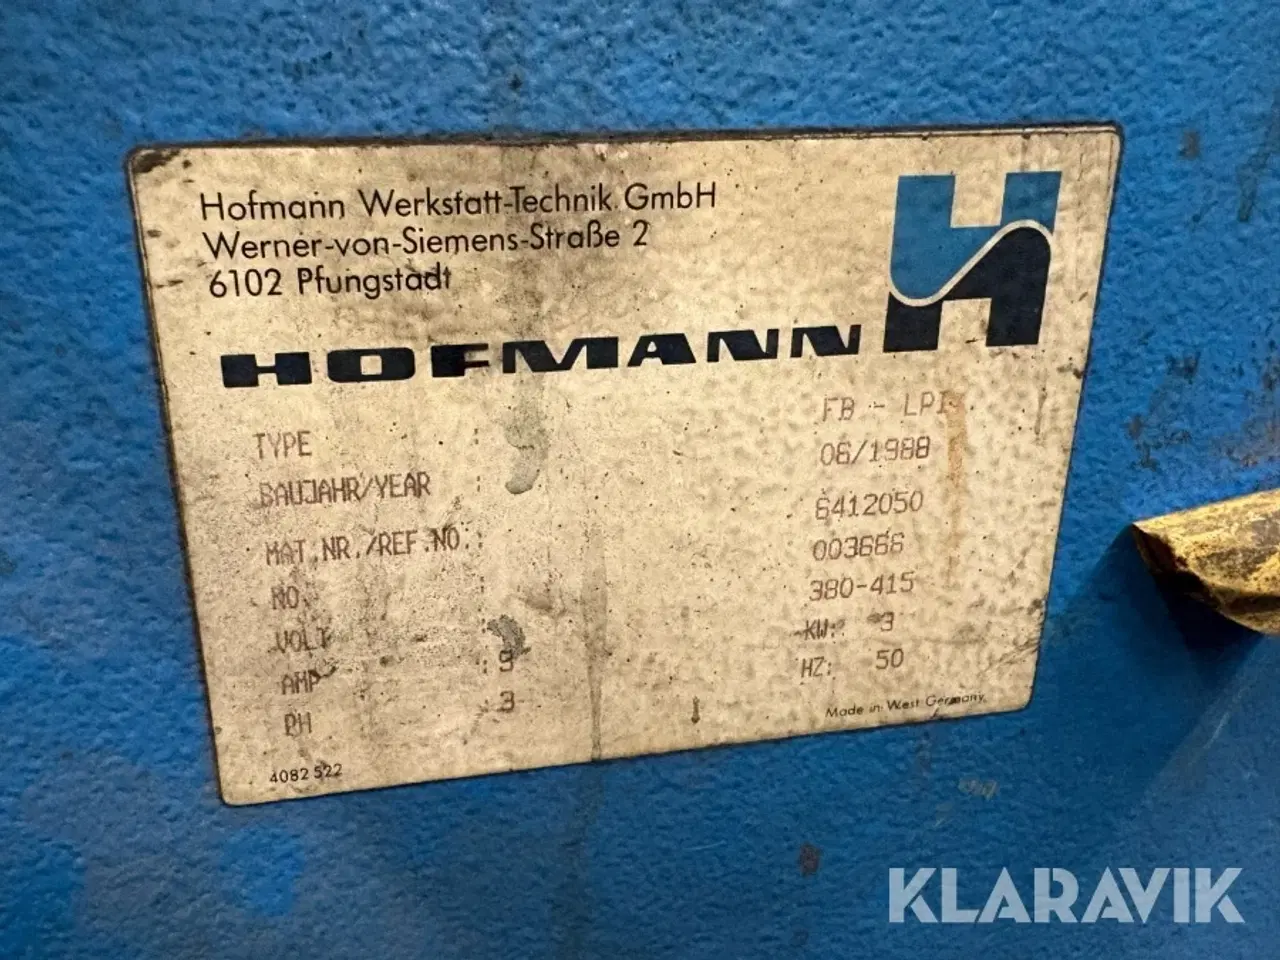 Hofmann Werkstatt-Technik GmbH
Werner-von-Siemens-Straße 2
6102 Pfungstadt
HOFMANN
TYPE : FB - LPI
BAUJAHR/YEAR 06/1988
MAT.NR./REF.NO. : 6412050
NO. 003666
VOLT : 380-415
AMP : 9 KW: 3
PH : 3 HZ: 50
4082 522
Made in West Germany
KLARAVIK